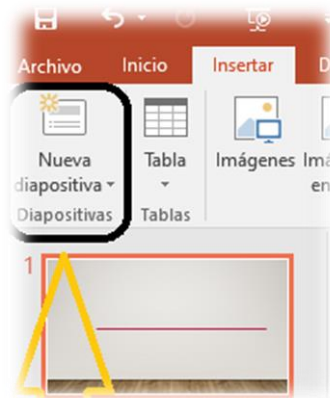 Archivo Inicio Insertar
Nueva Tabla Imágenes
diapositiva
Diapositivas Tablas
1